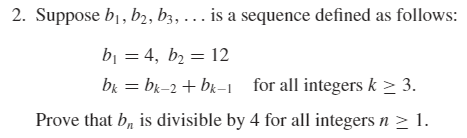 2. Suppose b₁, b₂, b₃, . . . is a sequence defined as follows:
b₁ = 4, b₂ = 12
bₖ = bₖ₋₂ + bₖ₋₁ for all integers k ≥ 3.
Prove that bₙ is divisible by 4 for all integers n ≥ 1.